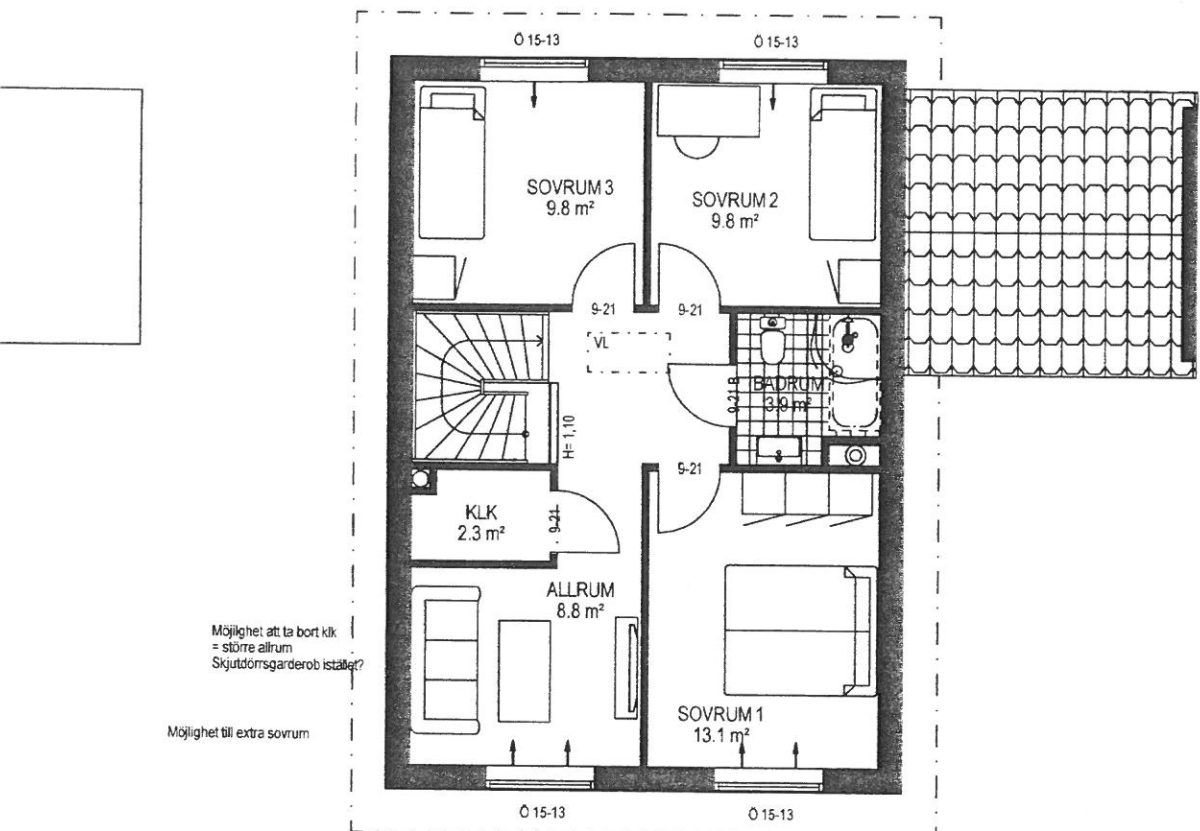 Ö 15-13
Ö 15-13
SOVRUM 3
9.8 m²
SOVRUM 2
9.8 m²
9-21
9-21
VL
BADRUM
3.9 m²
9-21 B
H= 1,10
9-21
KLK
2.3 m²
9-21
ALLRUM
8.8 m²
Möjlighet att ta bort klk
= större allrum
Skjutdörrsgarderob istället?
SOVRUM 1
13.1 m²
Möjlighet till extra sovrum
Ö 15-13
Ö 15-13